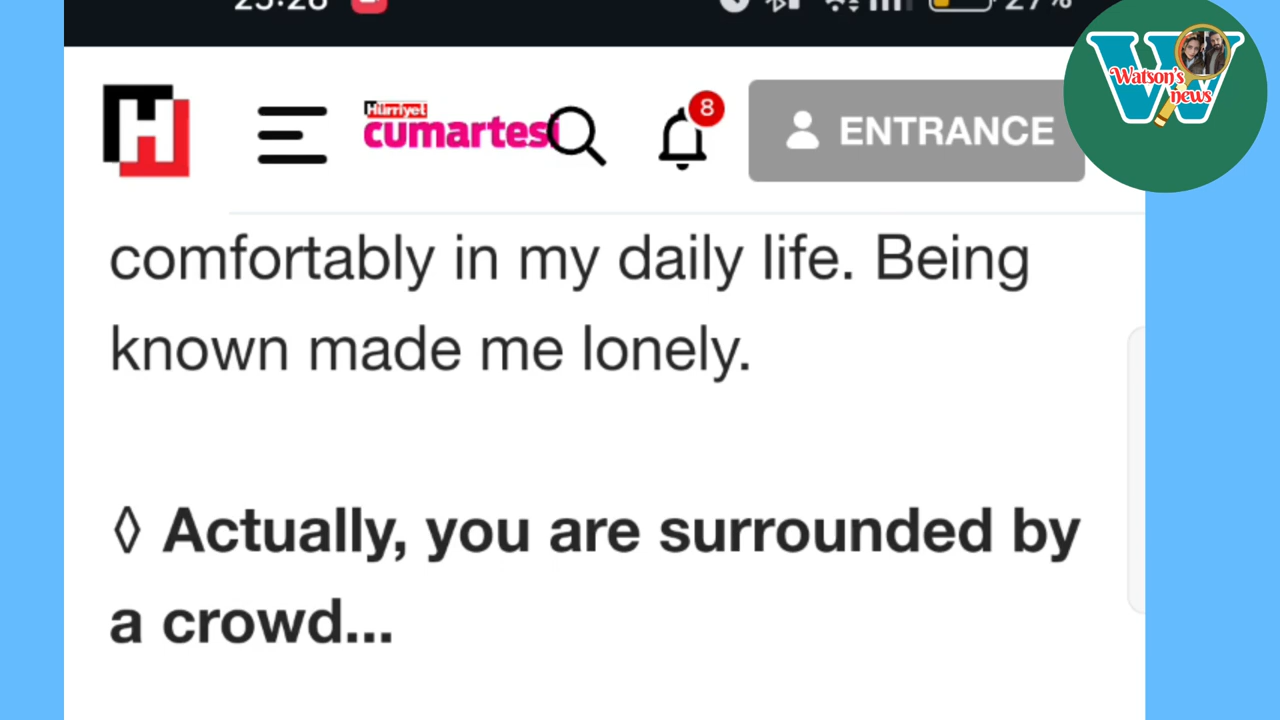 27%
Hürriyet
cumartesi
8
ENTRANCE
Watson's
news
comfortably in my daily life. Being
known made me lonely.
◊ Actually, you are surrounded by
a crowd...